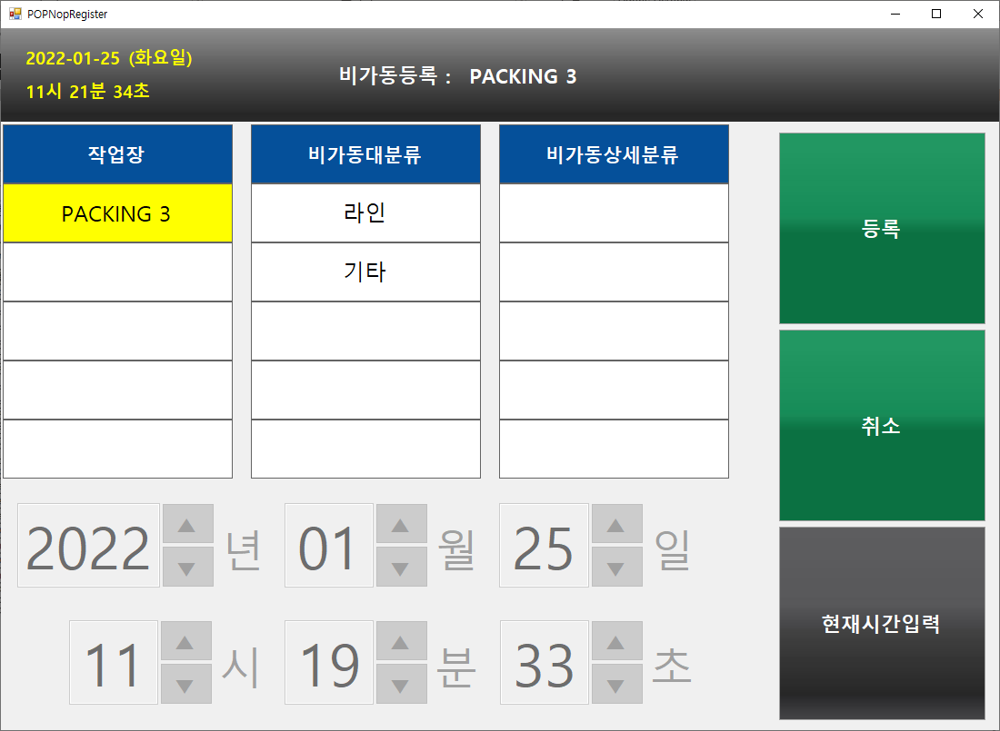 POPNopRegister
2022-01-25 (화요일)
11시 21분 34초
비가동등록 : PACKING 3
작업장 비가동대분류 비가동상세분류
PACKING 3 라인
기타
등록
취소
2022 년 01 월 25 일
11 시 19 분 33 초
현재시간입력